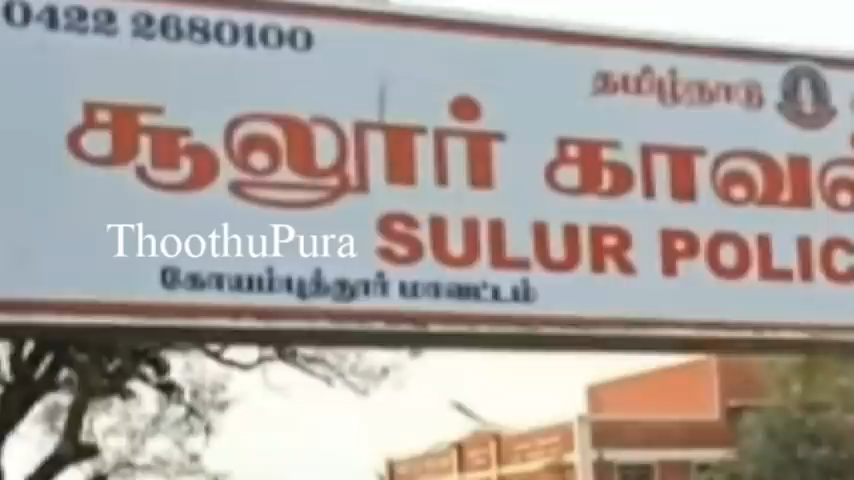 0422 2680100
தமிழ்நாடு
சூலூர் காவல்
ThoothuPura
SULUR POLIC
கோயம்புத்தூர் மாவட்டம்